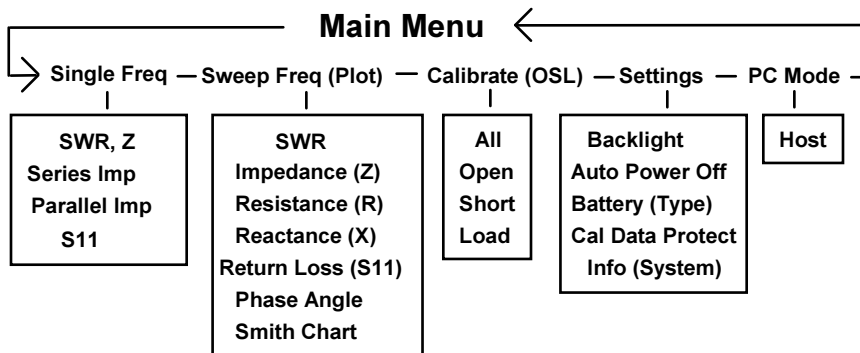 Main Menu
Single Freq Sweep Freq (Plot) Calibrate (OSL) Settings PC Mode
SWR, Z
Series Imp
Parallel Imp
S11
SWR
Impedance (Z)
Resistance (R)
Reactance (X)
Return Loss (S11)
Phase Angle
Smith Chart
All
Open
Short
Load
Backlight
Auto Power Off
Battery (Type)
Cal Data Protect
Info (System)
Host